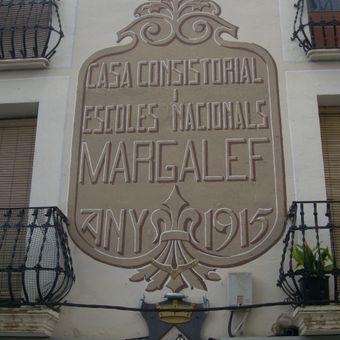 CASA CONSISTORIAL
i
ESCOLES NACIONALS
MARGALEF
ANY 1915